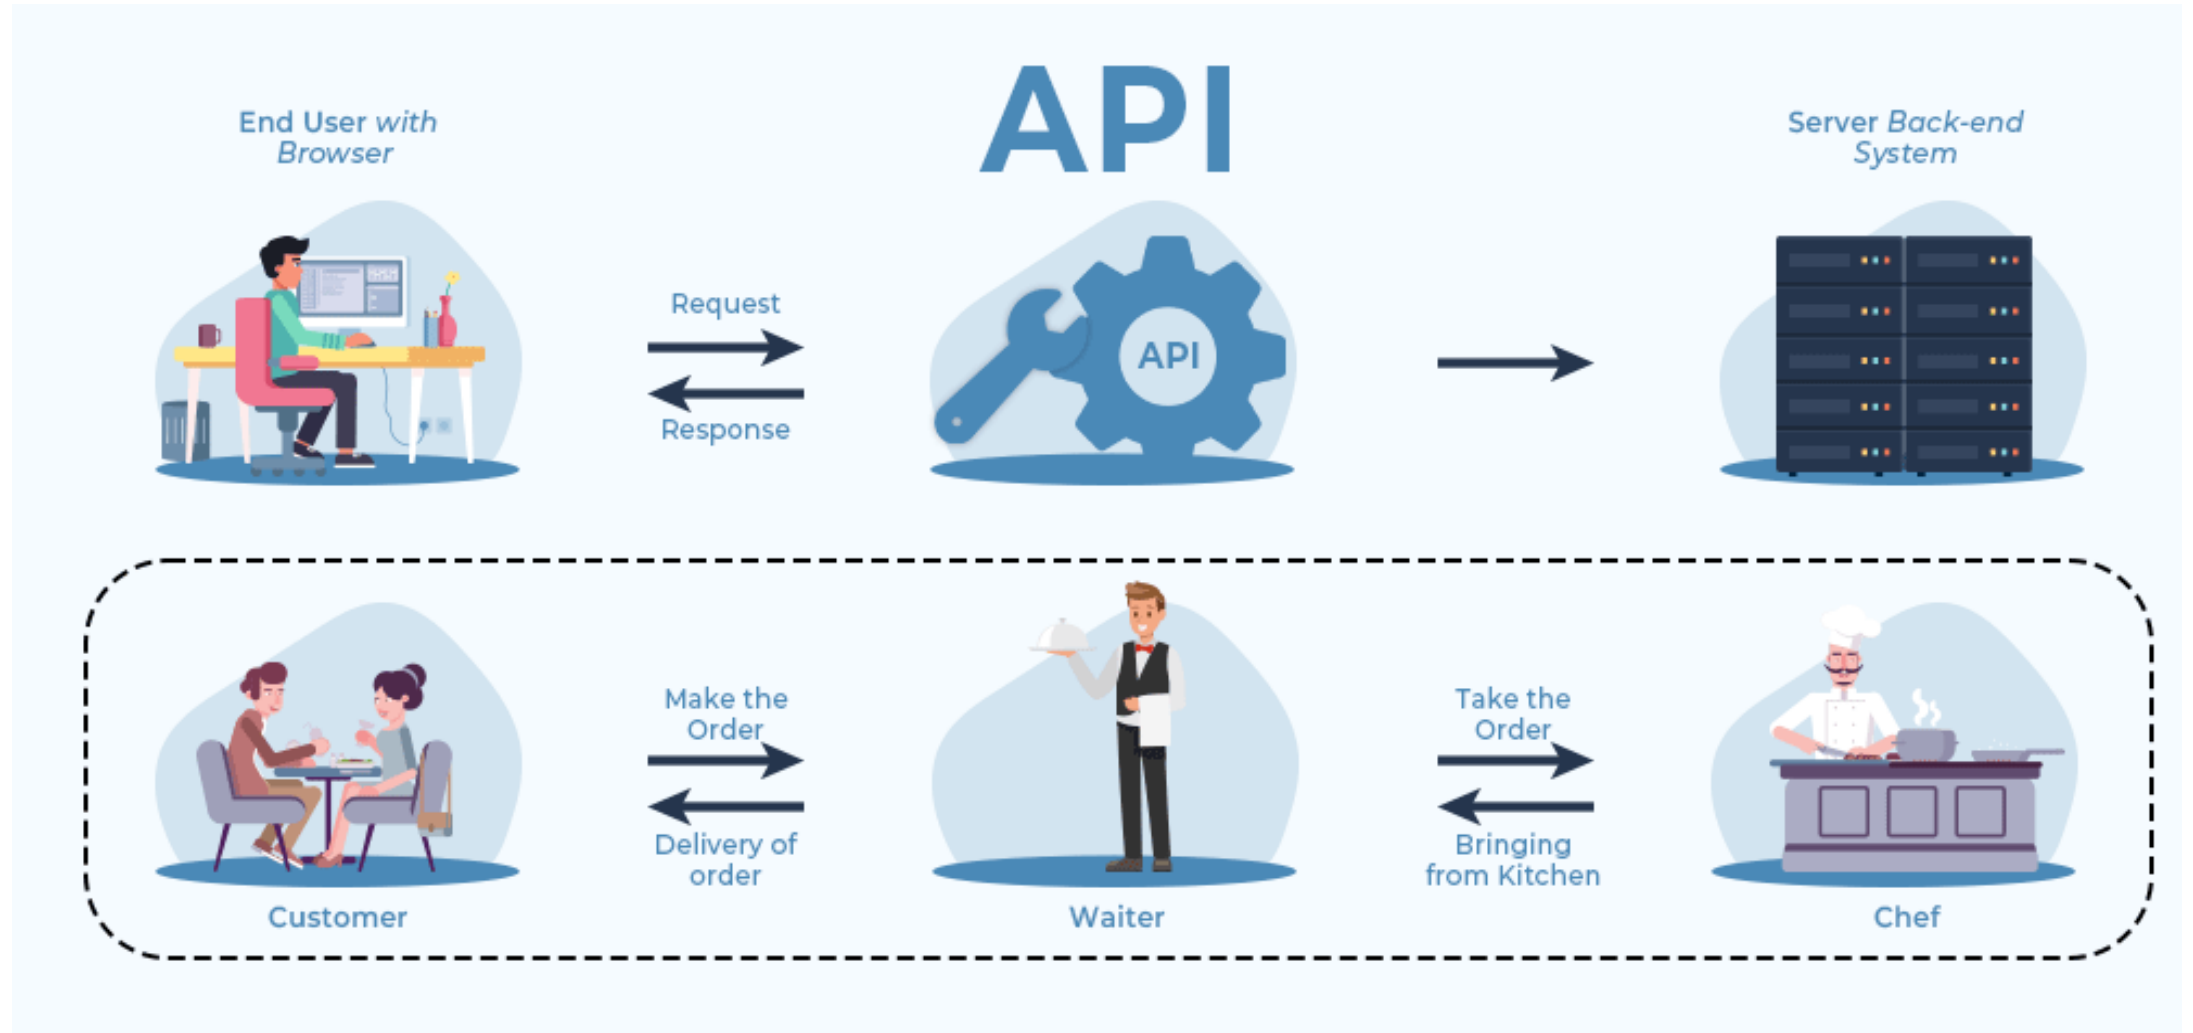 API
End User with
Browser
Server Back-end
System
Request
API
Response
Make the
Order
Take the
Order
Delivery of
order
Bringing
from Kitchen
Customer
Waiter
Chef